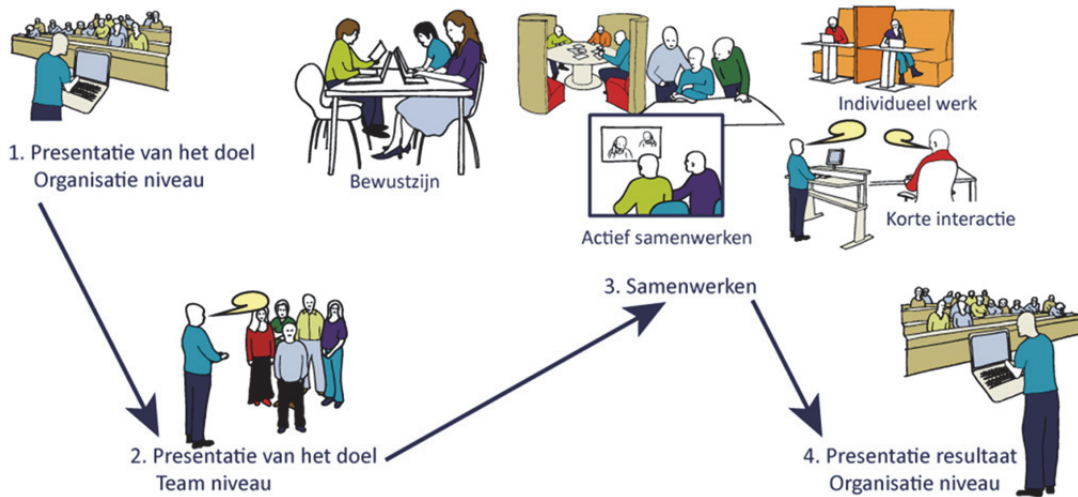 1. Presentatie van het doel
Organisatie niveau
Bewustzijn
Actief samenwerken
Individueel werk
Korte interactie
2. Presentatie van het doel
Team niveau
3. Samenwerken
4. Presentatie resultaat
Organisatie niveau